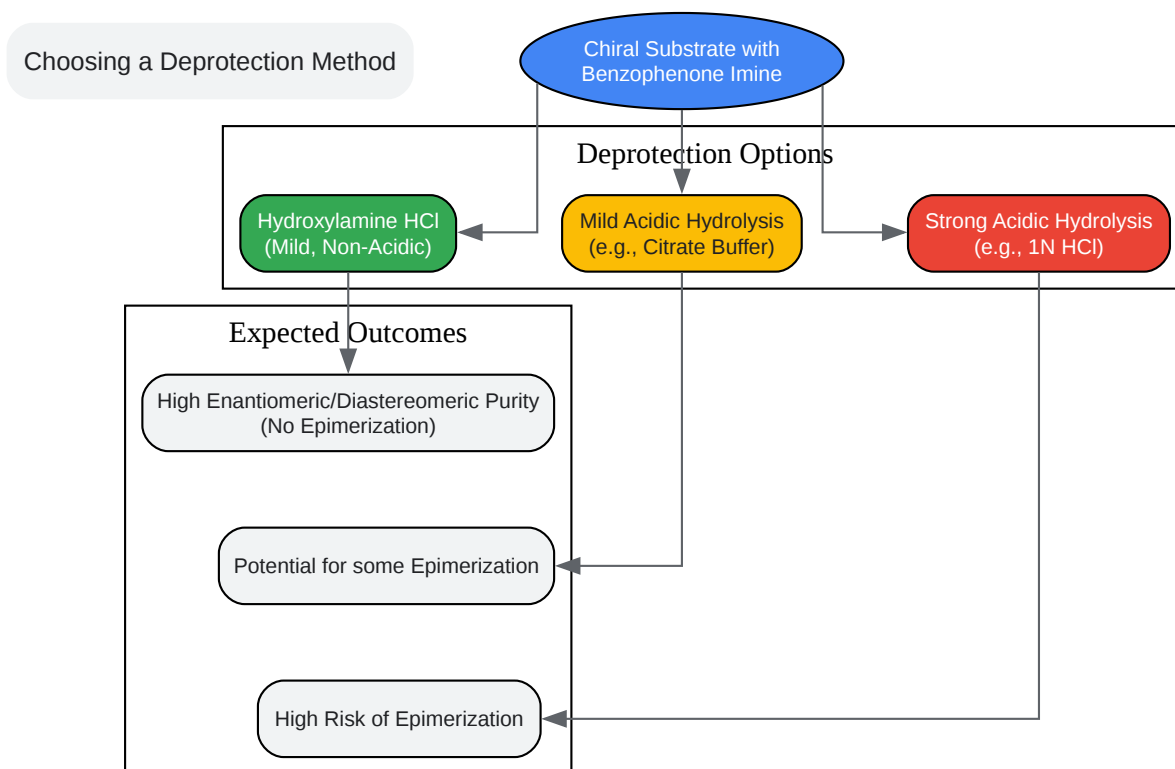 Choosing a Deprotection Method
Chiral Substrate with
Benzophenone Imine
Deprotection Options
Hydroxylamine HCl
(Mild, Non-Acidic)
Mild Acidic Hydrolysis
(e.g., Citrate Buffer)
Strong Acidic Hydrolysis
(e.g., 1N HCl)
Expected Outcomes
High Enantiomeric/Diastereomeric Purity
(No Epimerization)
Potential for some Epimerization
High Risk of Epimerization